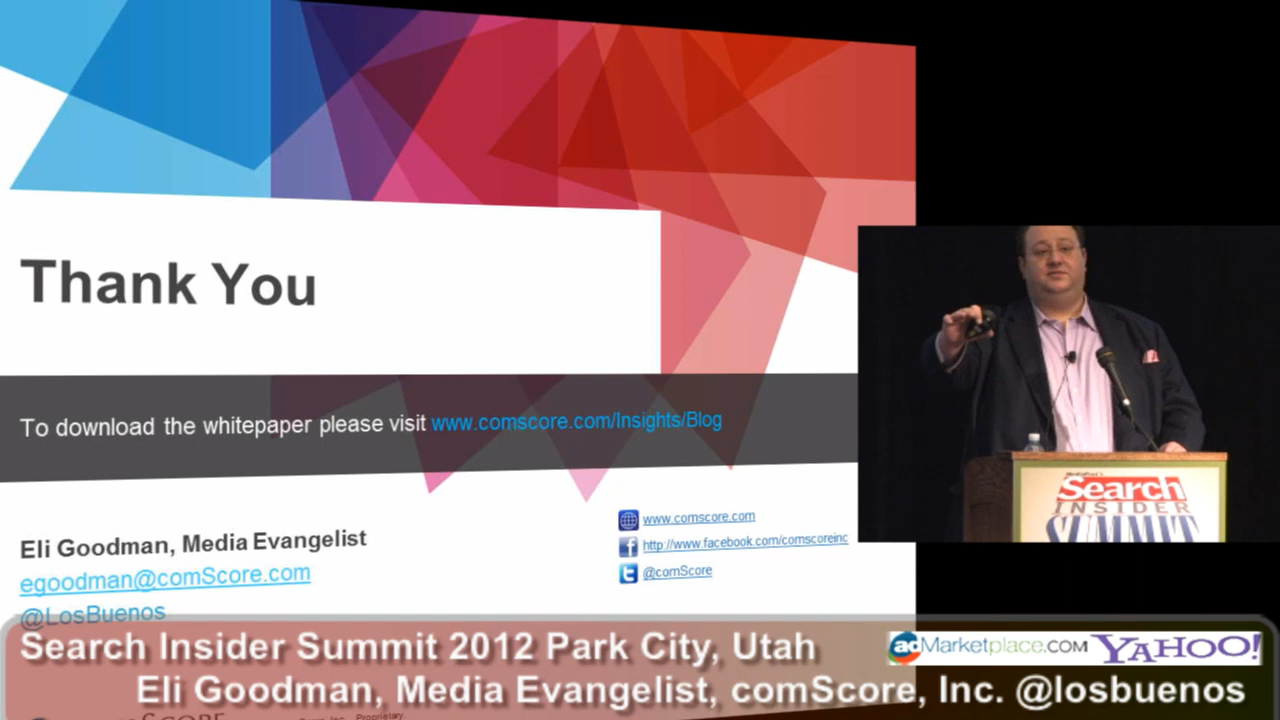 Thank You
To download the whitepaper please visit www.comscore.com/Insights/Blog
Eli Goodman, Media Evangelist
egoodman@comScore.com
@LosBuenos
www.comscore.com
http://www.facebook.com/comscoreinc
@comScore
Search
INSIDER
SUMMIT
Search Insider Summit 2012 Park City, Utah
adMarketplace.COM YAHOO!
Eli Goodman, Media Evangelist, comScore, Inc. @losbuenos
Proprietary